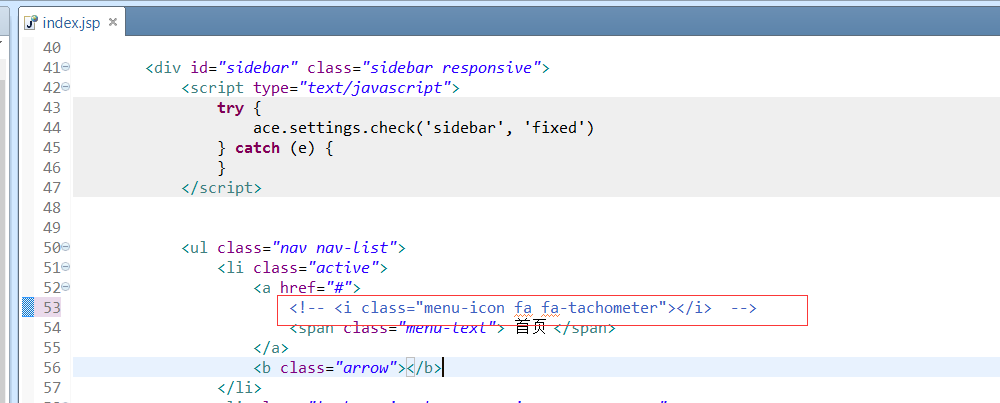 index.jsp
40
41 <div id="sidebar" class="sidebar responsive">
42 <script type="text/javascript">
43 try {
44 ace.settings.check('sidebar', 'fixed')
45 } catch (e) {
46 }
47 </script>
48
49
50 <ul class="nav nav-list">
51 <li class="active">
52 <a href="#">
53 <!-- <i class="menu-icon fa fa-tachometer"></i> -->
54 <span class="menu-text"> 首页 </span>
55 </a>
56 <b class="arrow"></b>
57 </li>